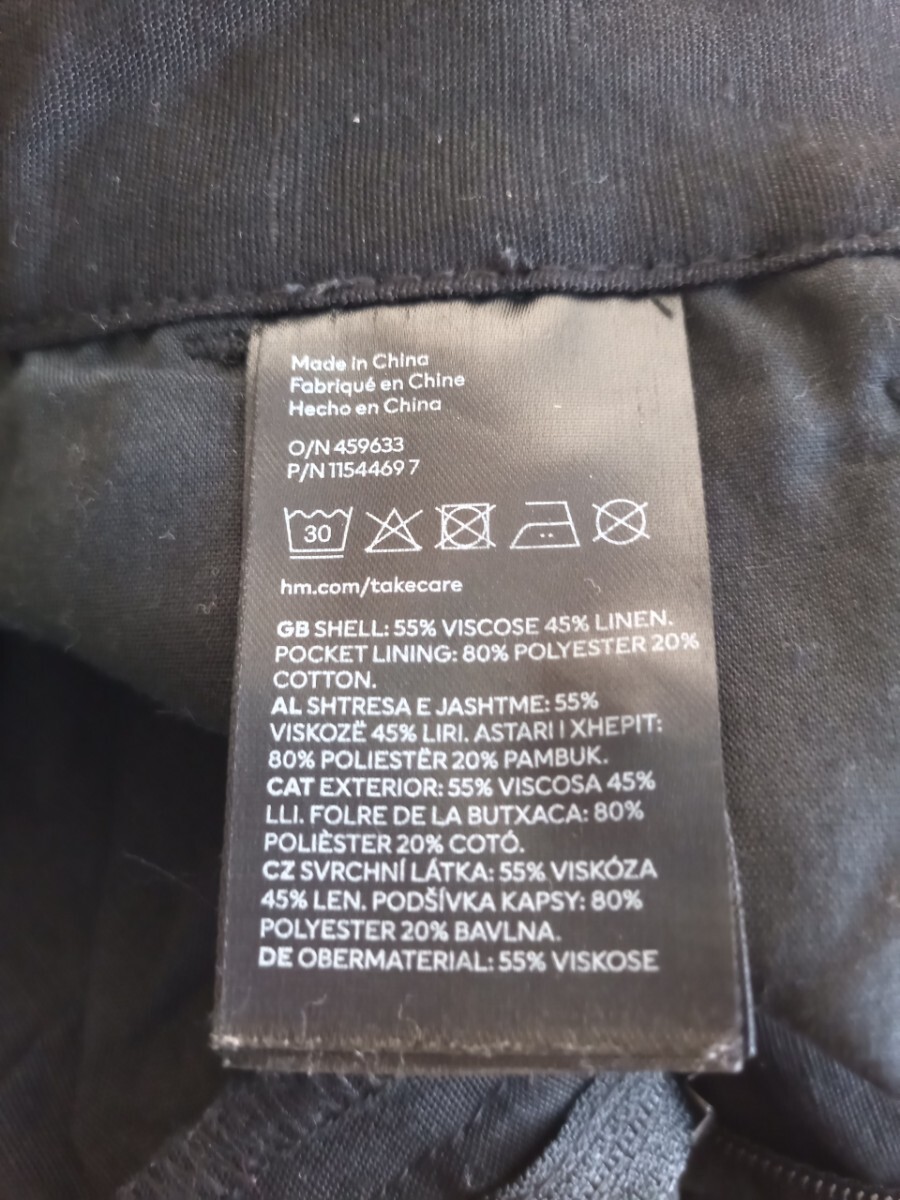 Made in China
Fabriqué en Chine
Hecho en China
O/N 459633
P/N 1154469 7
30
hm.com/takecare
GB SHELL: 55% VISCOSE 45% LINEN.
POCKET LINING: 80% POLYESTER 20%
COTTON.
AL SHTRESA E JASHTME: 55%
VISKOZË 45% LIRI. ASTARI I XHEPIT:
80% POLIESTËR 20% PAMBUK.
CAT EXTERIOR: 55% VISCOSA 45%
LLI. FOLRE DE LA BUTXACA: 80%
POLIÈSTER 20% COTÓ.
CZ SVRCHNÍ LÁTKA: 55% VISKÓZA
45% LEN. PODŠÍVKA KAPSY: 80%
POLYESTER 20% BAVLNA.
DE OBERMATERIAL: 55% VISKOSE